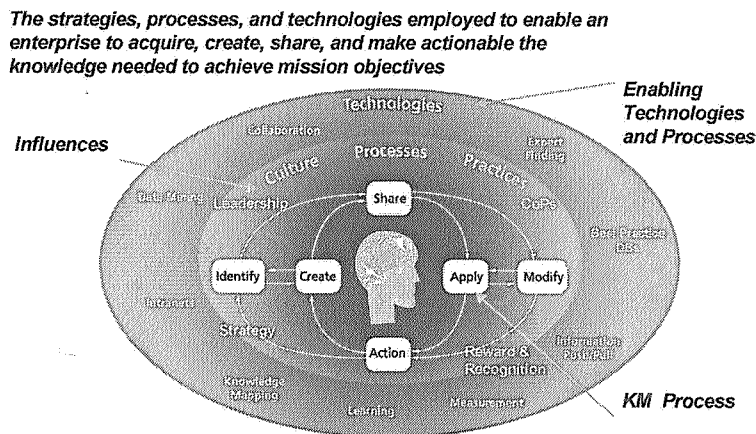 The strategies, processes, and technologies employed to enable an
enterprise to acquire, create, share, and make actionable the
knowledge needed to achieve mission objectives
Enabling
Technologies
and Processes
Influences
Technologies
Collaboration
Expert
Finding
Culture
Processes
Practices
Data Mining
Leadership
Share
CoPs
Best Practice
DBs
Identify
Create
Apply
Modify
Intranets
Strategy
Action
Reward &
Recognition
Information
Push/Pull
Knowledge
Mapping
Learning
Measurement
KM Process